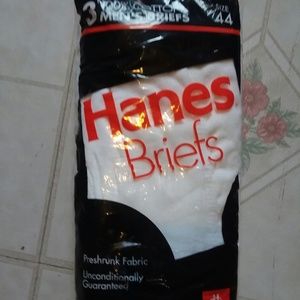 3 100% COTTON
MEN'S BRIEFS
SIZE
44
Hanes
Briefs
Preshrunk Fabric
Unconditionally
Guaranteed